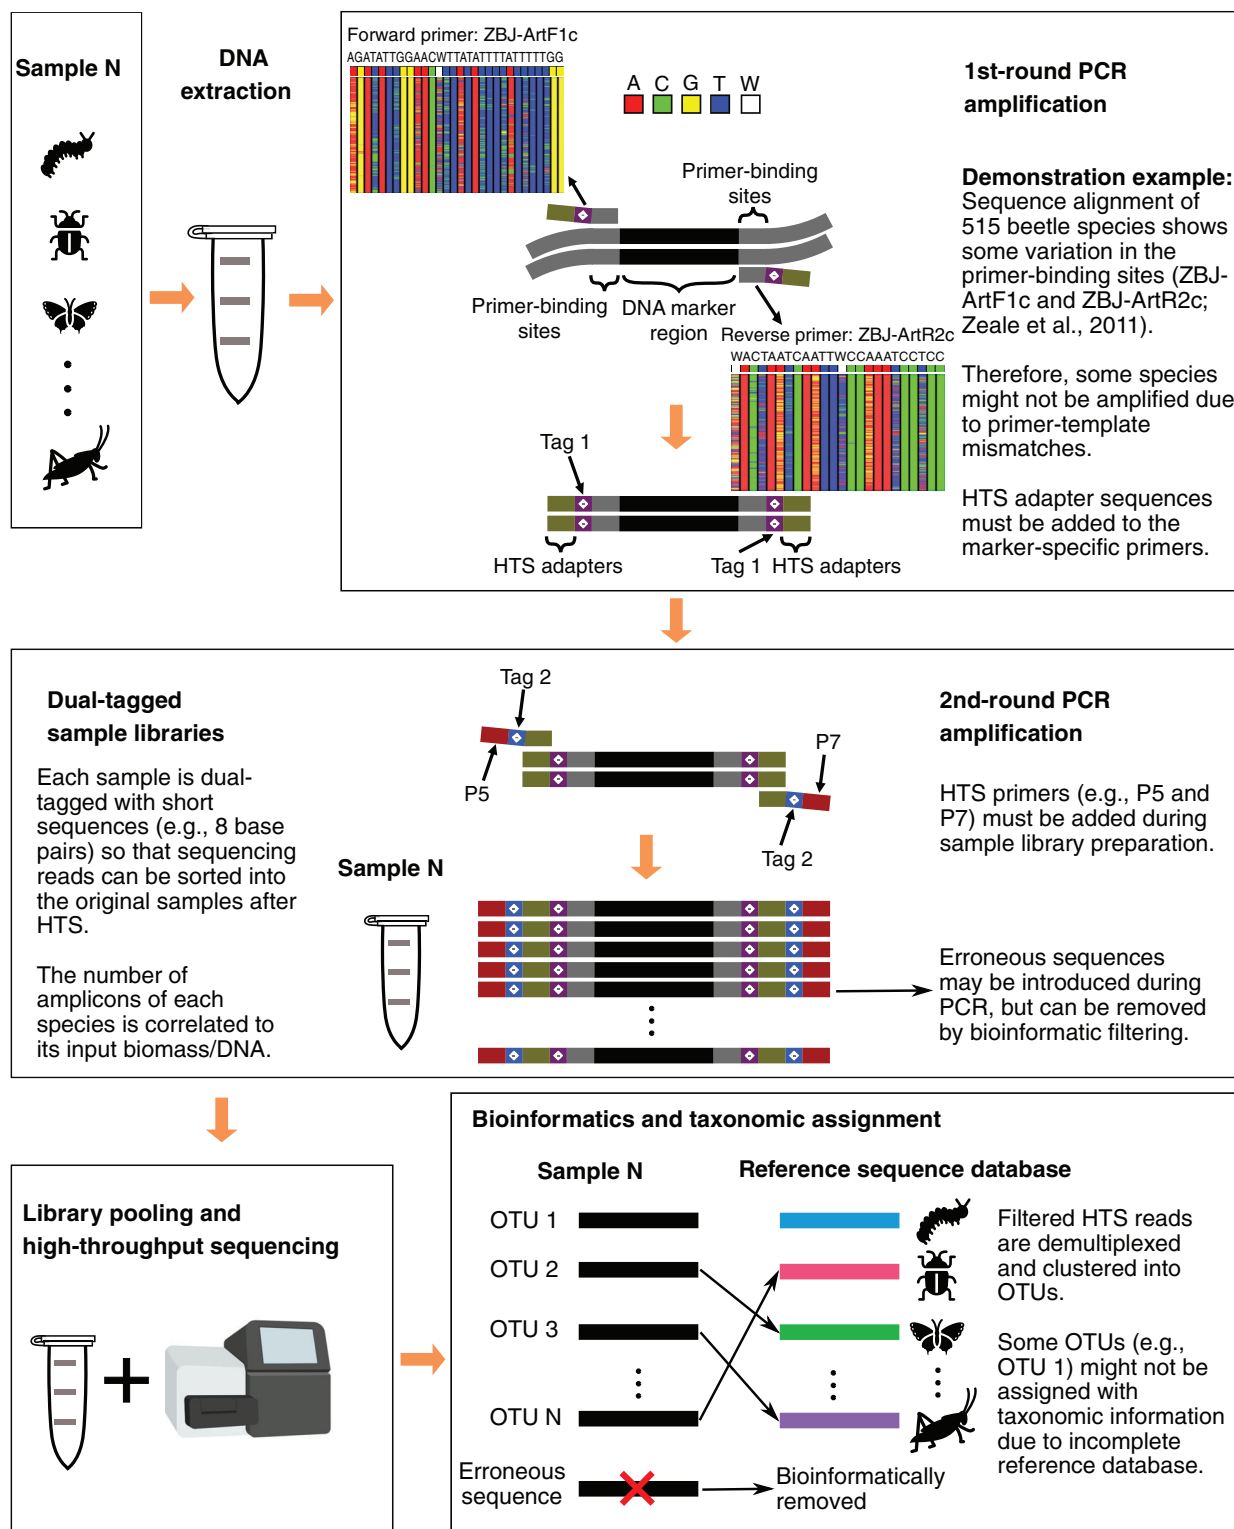 Sample N
DNA
extraction
Forward primer: ZBJ-ArtF1c
AGATATTGGAACWTTATATTTTATTTTTGG
A C G T W
1st-round PCR
amplification
Primer-binding
sites
Demonstration example:
Sequence alignment of
515 beetle species shows
some variation in the
primer-binding sites (ZBJ-
ArtF1c and ZBJ-ArtR2c;
Zeale et al., 2011).
Primer-binding
sites
DNA marker
region
Reverse primer: ZBJ-ArtR2c
WACTAATCAATTWCCAAATCCTCC
Therefore, some species
might not be amplified due
to primer-template
mismatches.
Tag 1
HTS adapter sequences
must be added to the
marker-specific primers.
HTS adapters
Tag 1
HTS adapters
Dual-tagged
sample libraries
Each sample is dual-
tagged with short
sequences (e.g., 8 base
pairs) so that sequencing
reads can be sorted into
the original samples after
HTS.
The number of
amplicons of each
species is correlated to
its input biomass/DNA.
Tag 2
P5
P7
Tag 2
Sample N
2nd-round PCR
amplification
HTS primers (e.g., P5 and
P7) must be added during
sample library preparation.
Erroneous sequences
may be introduced during
PCR, but can be removed
by bioinformatic filtering.
Library pooling and
high-throughput sequencing
Bioinformatics and taxonomic assignment
Sample N
Reference sequence database
OTU 1
OTU 2
OTU 3
OTU N
Erroneous
sequence
Bioinformatically
removed
Filtered HTS reads
are demultiplexed
and clustered into
OTUs.
Some OTUs (e.g.,
OTU 1) might not be
assigned with
taxonomic information
due to incomplete
reference database.